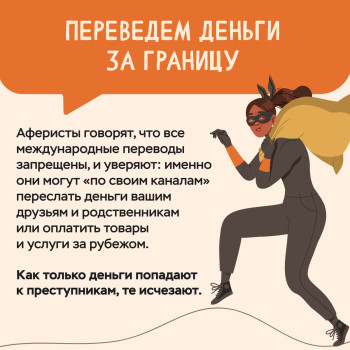 ПЕРЕВЕДЕМ ДЕНЬГИ
ЗА ГРАНИЦУ
Аферисты говорят, что все
международные переводы
запрещены, и уверяют: именно
они могут «по своим каналам»
переслать деньги вашим
друзьям и родственникам
или оплатить товары
и услуги за рубежом.
Как только деньги попадают
к преступникам, те исчезают.